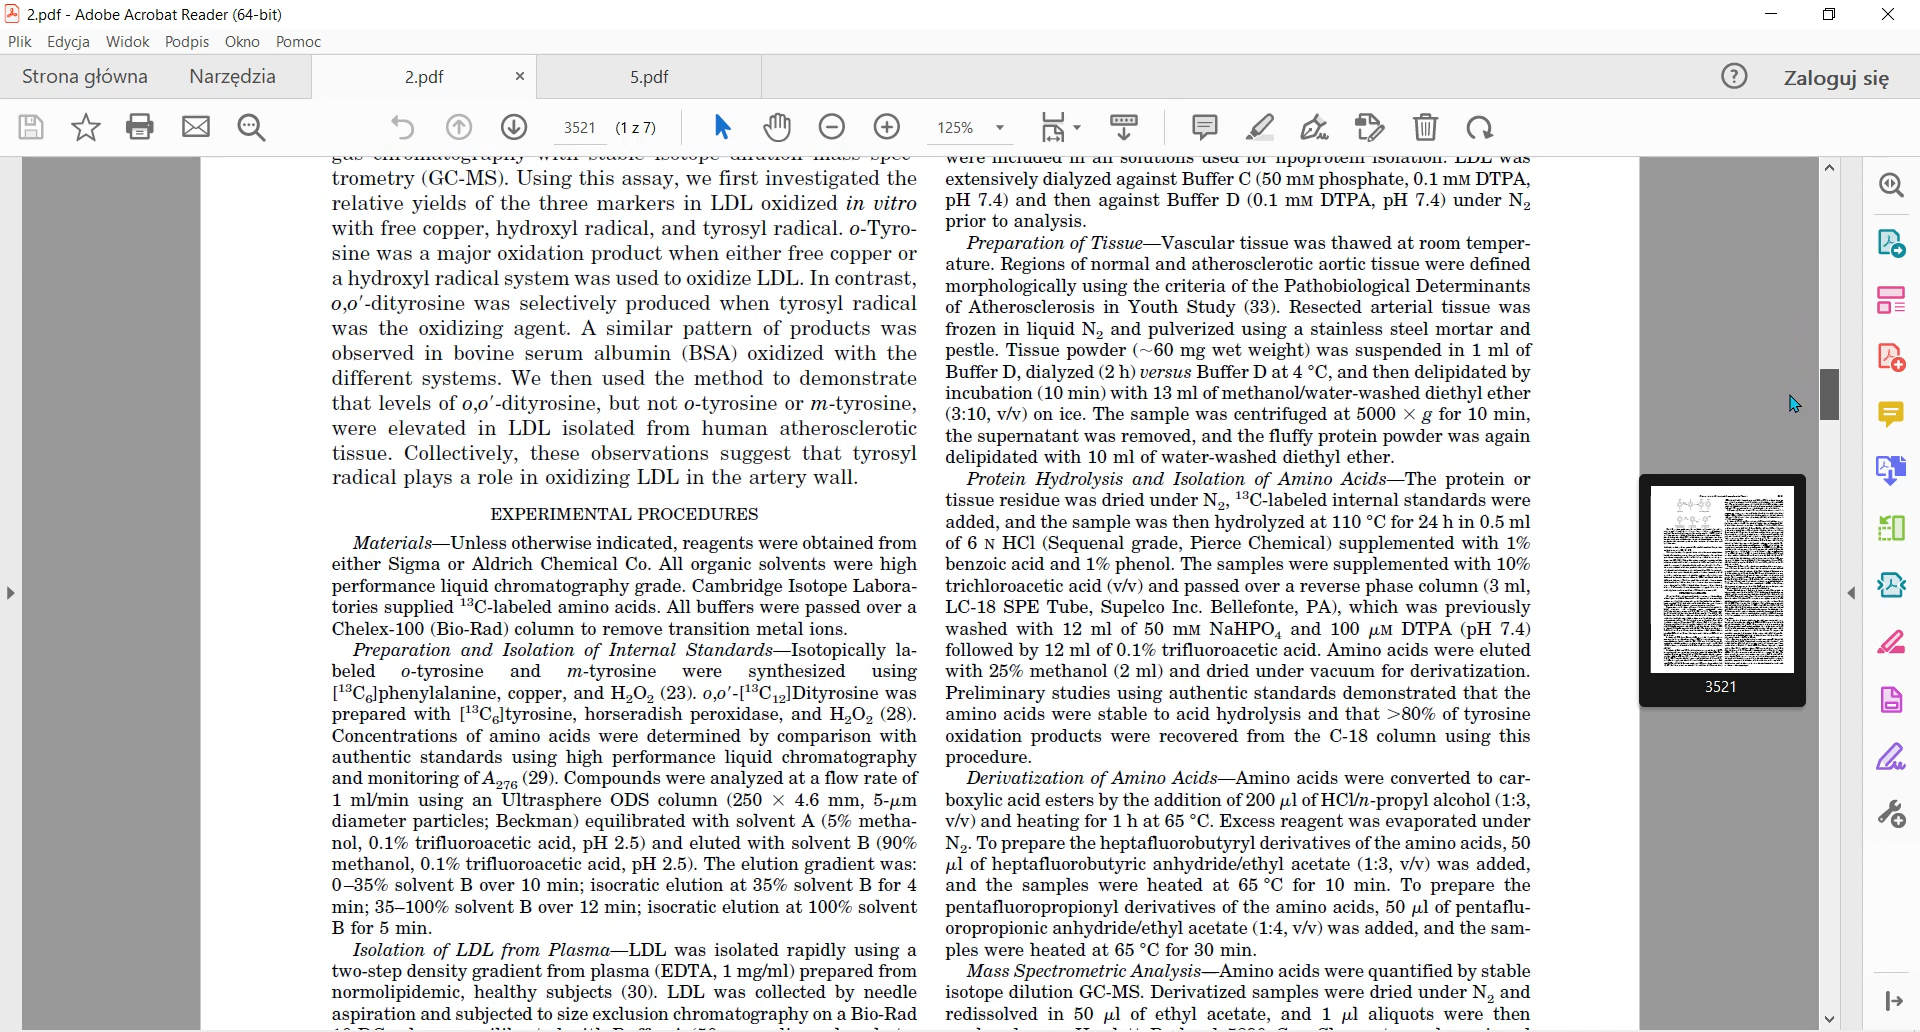 2.pdf - Adobe Acrobat Reader (64-bit)
Plik Edycja Widok Podpis Okno Pomoc
Strona główna Narzędzia 2.pdf × 5.pdf ? Zaloguj się
3521 (1 z 7) 125%
trometry (GC-MS). Using this assay, we first investigated the
relative yields of the three markers in LDL oxidized in vitro
with free copper, hydroxyl radical, and tyrosyl radical. o-Tyro-
sine was a major oxidation product when either free copper or
a hydroxyl radical system was used to oxidize LDL. In contrast,
o,o′-dityrosine was selectively produced when tyrosyl radical
was the oxidizing agent. A similar pattern of products was
observed in bovine serum albumin (BSA) oxidized with the
different systems. We then used the method to demonstrate
that levels of o,o′-dityrosine, but not o-tyrosine or m-tyrosine,
were elevated in LDL isolated from human atherosclerotic
tissue. Collectively, these observations suggest that tyrosyl
radical plays a role in oxidizing LDL in the artery wall.
EXPERIMENTAL PROCEDURES
Materials—Unless otherwise indicated, reagents were obtained from
either Sigma or Aldrich Chemical Co. All organic solvents were high
performance liquid chromatography grade. Cambridge Isotope Labora-
tories supplied ¹³C-labeled amino acids. All buffers were passed over a
Chelex-100 (Bio-Rad) column to remove transition metal ions.
Preparation and Isolation of Internal Standards—Isotopically la-
beled o-tyrosine and m-tyrosine were synthesized using
[¹³C₆]phenylalanine, copper, and H₂O₂ (23). o,o′-[¹³C₁₂]Dityrosine was
prepared with [¹³C₆]tyrosine, horseradish peroxidase, and H₂O₂ (28).
Concentrations of amino acids were determined by comparison with
authentic standards using high performance liquid chromatography
and monitoring of A₂₇₆ (29). Compounds were analyzed at a flow rate of
1 ml/min using an Ultrasphere ODS column (250 × 4.6 mm, 5-μm
diameter particles; Beckman) equilibrated with solvent A (5% metha-
nol, 0.1% trifluoroacetic acid, pH 2.5) and eluted with solvent B (90%
methanol, 0.1% trifluoroacetic acid, pH 2.5). The elution gradient was:
0–35% solvent B over 10 min; isocratic elution at 35% solvent B for 4
min; 35–100% solvent B over 12 min; isocratic elution at 100% solvent
B for 5 min.
Isolation of LDL from Plasma—LDL was isolated rapidly using a
two-step density gradient from plasma (EDTA, 1 mg/ml) prepared from
normolipidemic, healthy subjects (30). LDL was collected by needle
aspiration and subjected to size exclusion chromatography on a Bio-Rad
were included in all solutions used for lipoprotein isolation. LDL was
extensively dialyzed against Buffer C (50 mM phosphate, 0.1 mM DTPA,
pH 7.4) and then against Buffer D (0.1 mM DTPA, pH 7.4) under N₂
prior to analysis.
Preparation of Tissue—Vascular tissue was thawed at room temper-
ature. Regions of normal and atherosclerotic aortic tissue were defined
morphologically using the criteria of the Pathobiological Determinants
of Atherosclerosis in Youth Study (33). Resected arterial tissue was
frozen in liquid N₂ and pulverized using a stainless steel mortar and
pestle. Tissue powder (~60 mg wet weight) was suspended in 1 ml of
Buffer D, dialyzed (2 h) versus Buffer D at 4 °C, and then delipidated by
incubation (10 min) with 13 ml of methanol/water-washed diethyl ether
(3:10, v/v) on ice. The sample was centrifuged at 5000 × g for 10 min,
the supernatant was removed, and the fluffy protein powder was again
delipidated with 10 ml of water-washed diethyl ether.
Protein Hydrolysis and Isolation of Amino Acids—The protein or
tissue residue was dried under N₂, ¹³C-labeled internal standards were
added, and the sample was then hydrolyzed at 110 °C for 24 h in 0.5 ml
of 6 N HCl (Sequenal grade, Pierce Chemical) supplemented with 1%
benzoic acid and 1% phenol. The samples were supplemented with 10%
trichloroacetic acid (v/v) and passed over a reverse phase column (3 ml,
LC-18 SPE Tube, Supelco Inc. Bellefonte, PA), which was previously
washed with 12 ml of 50 mM NaHPO₄ and 100 μM DTPA (pH 7.4)
followed by 12 ml of 0.1% trifluoroacetic acid. Amino acids were eluted
with 25% methanol (2 ml) and dried under vacuum for derivatization.
Preliminary studies using authentic standards demonstrated that the
amino acids were stable to acid hydrolysis and that >80% of tyrosine
oxidation products were recovered from the C-18 column using this
procedure.
Derivatization of Amino Acids—Amino acids were converted to car-
boxylic acid esters by the addition of 200 μl of HCl/n-propyl alcohol (1:3,
v/v) and heating for 1 h at 65 °C. Excess reagent was evaporated under
N₂. To prepare the heptafluorobutyryl derivatives of the amino acids, 50
μl of heptafluorobutyric anhydride/ethyl acetate (1:3, v/v) was added,
and the samples were heated at 65 °C for 10 min. To prepare the
pentafluoropropionyl derivatives of the amino acids, 50 μl of pentaflu-
oropropionic anhydride/ethyl acetate (1:4, v/v) was added, and the sam-
ples were heated at 65 °C for 30 min.
Mass Spectrometric Analysis—Amino acids were quantified by stable
isotope dilution GC-MS. Derivatized samples were dried under N₂ and
redissolved in 50 μl of ethyl acetate, and 1 μl aliquots were then
3521